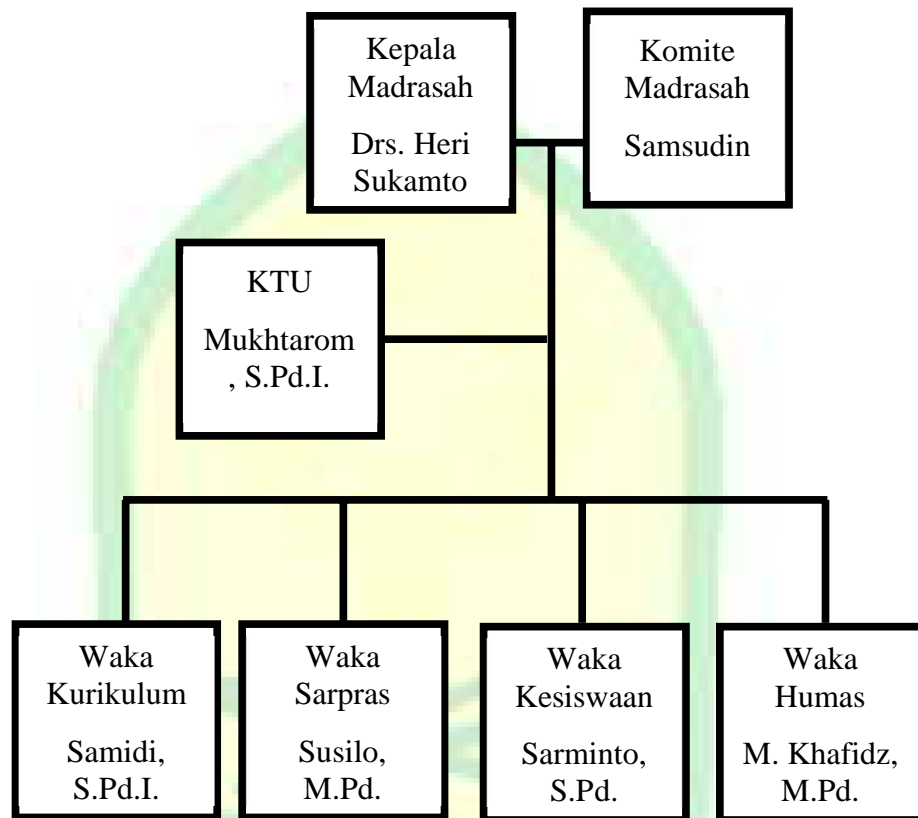 Kepala
Madrasah
Drs. Heri
Sukamto
Komite
Madrasah
Samsudin
KTU
Mukhtarom
, S.Pd.I.
Waka
Kurikulum
Samidi,
S.Pd.I.
Waka
Sarpras
Susilo,
M.Pd.
Waka
Kesiswaan
Sarminto,
S.Pd.
Waka
Humas
M. Khafidz,
M.Pd.